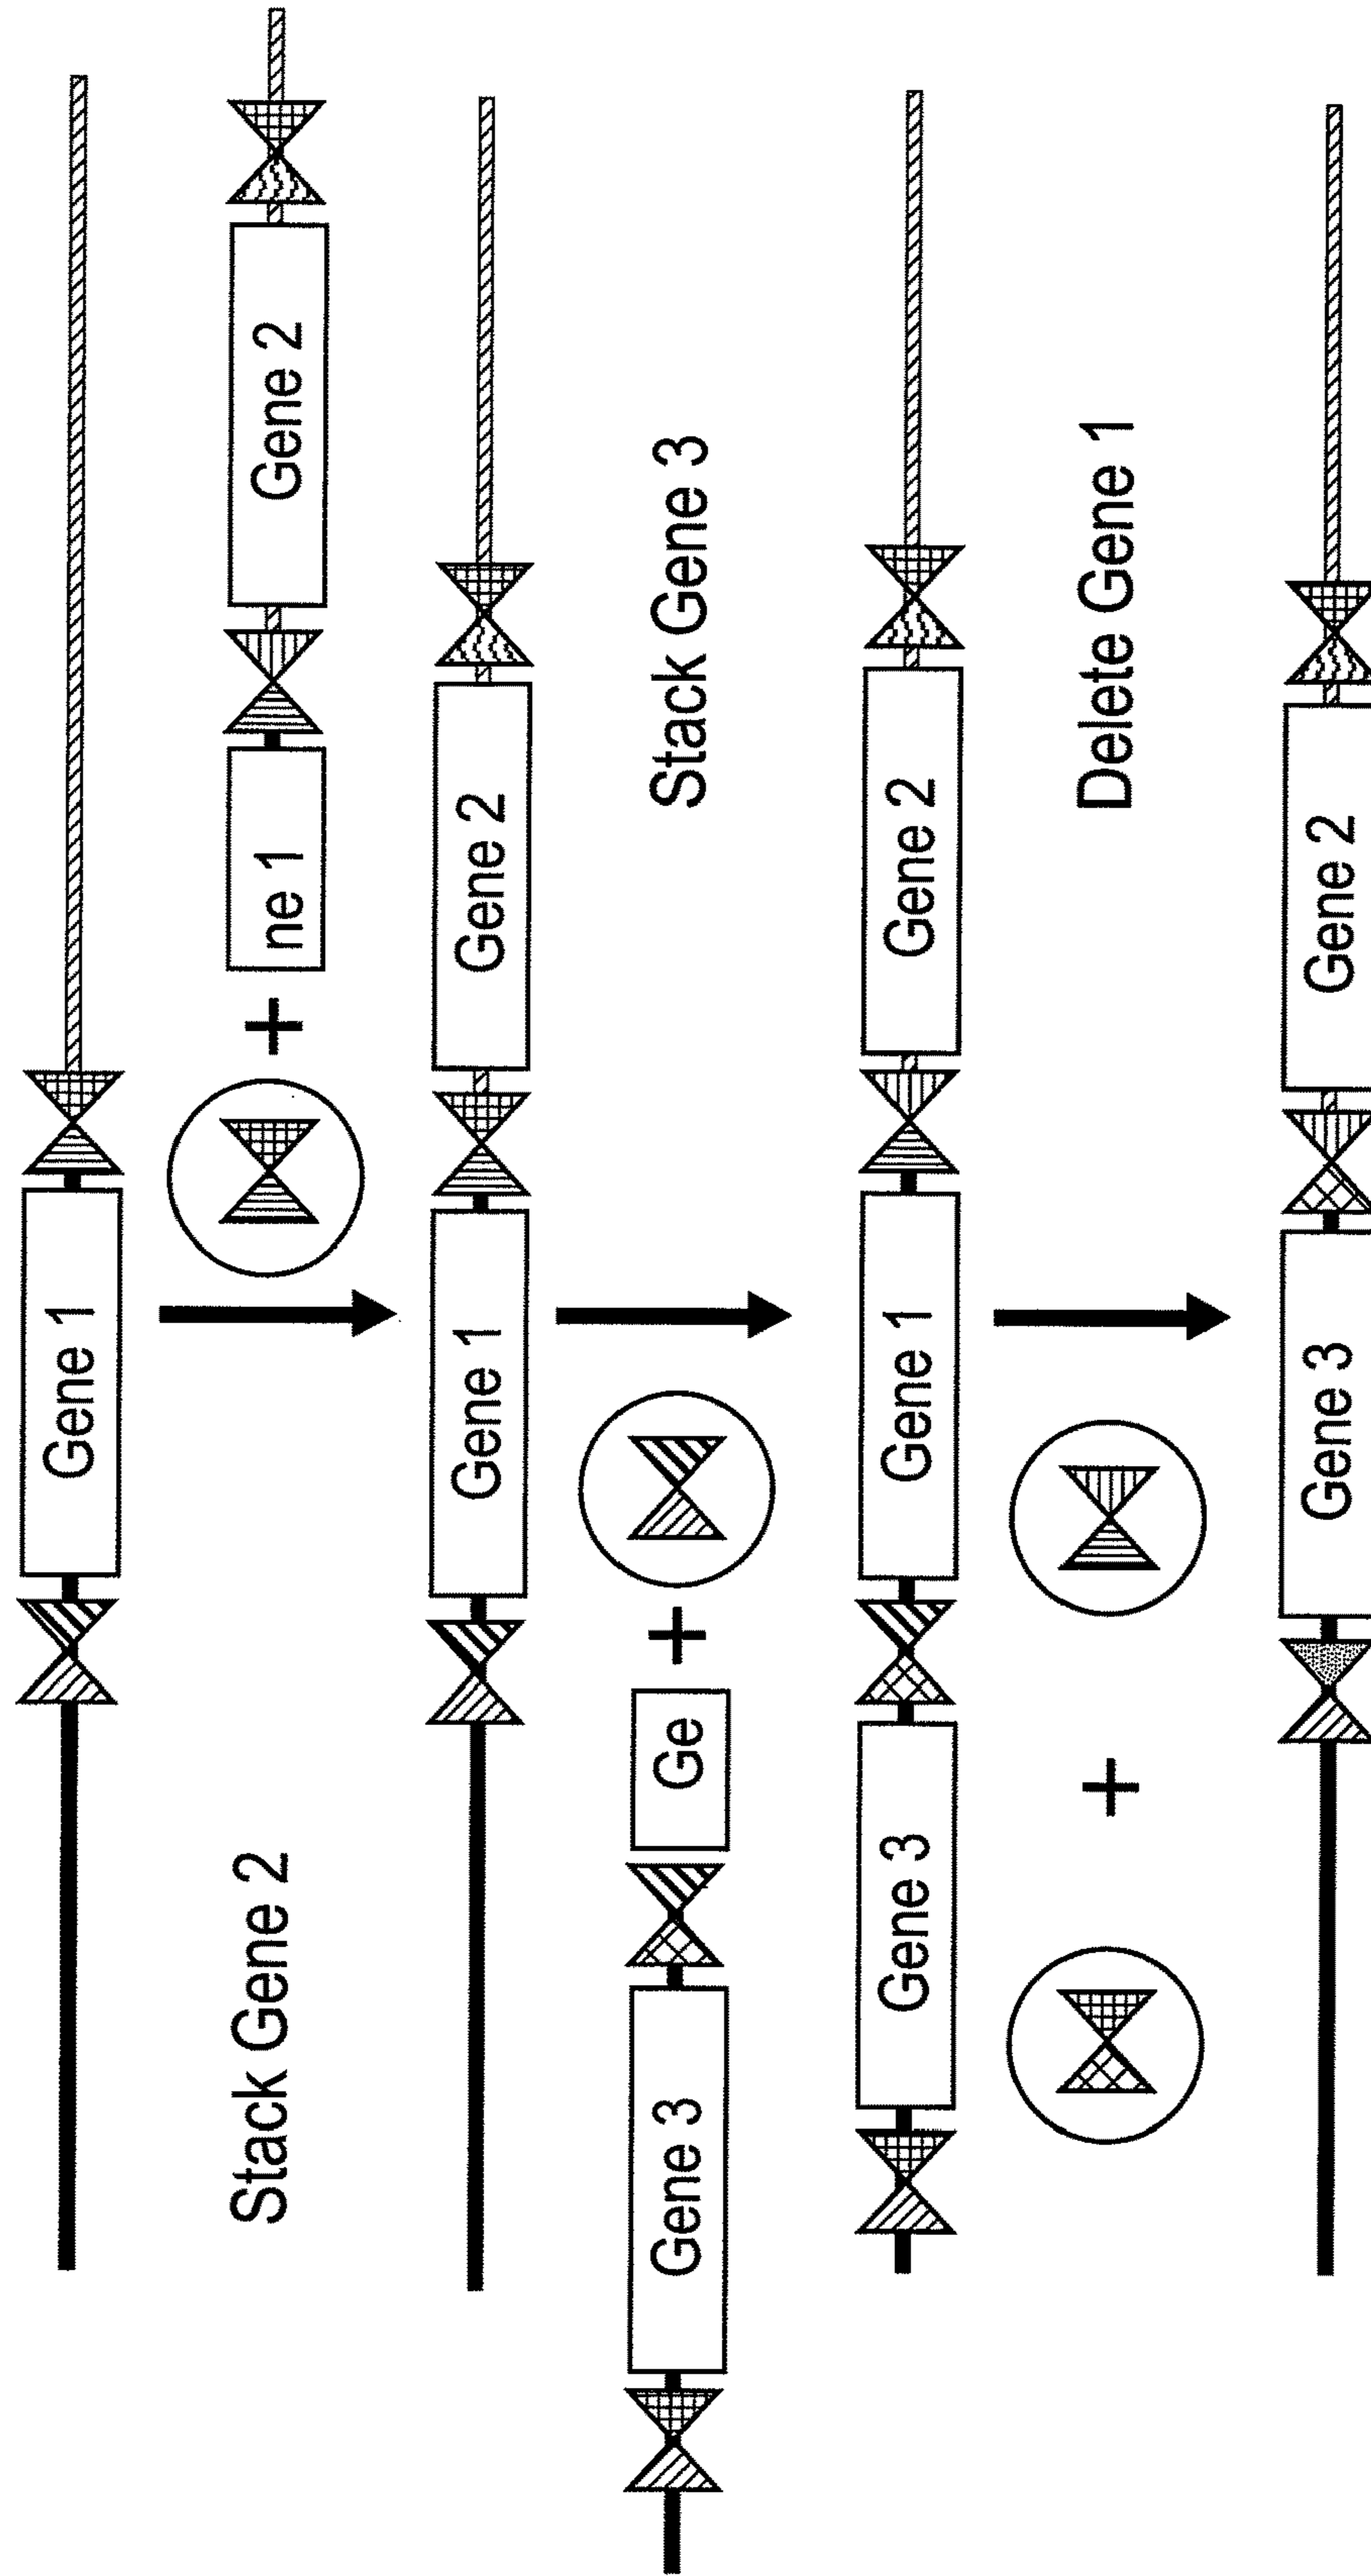 Gene 1
Stack Gene 2 + ne 1 Gene 2
Gene 1 Gene 2
Gene 3 Ge + Stack Gene 3
Gene 3 Gene 1 Gene 2
+ Delete Gene 1
Gene 3 Gene 2